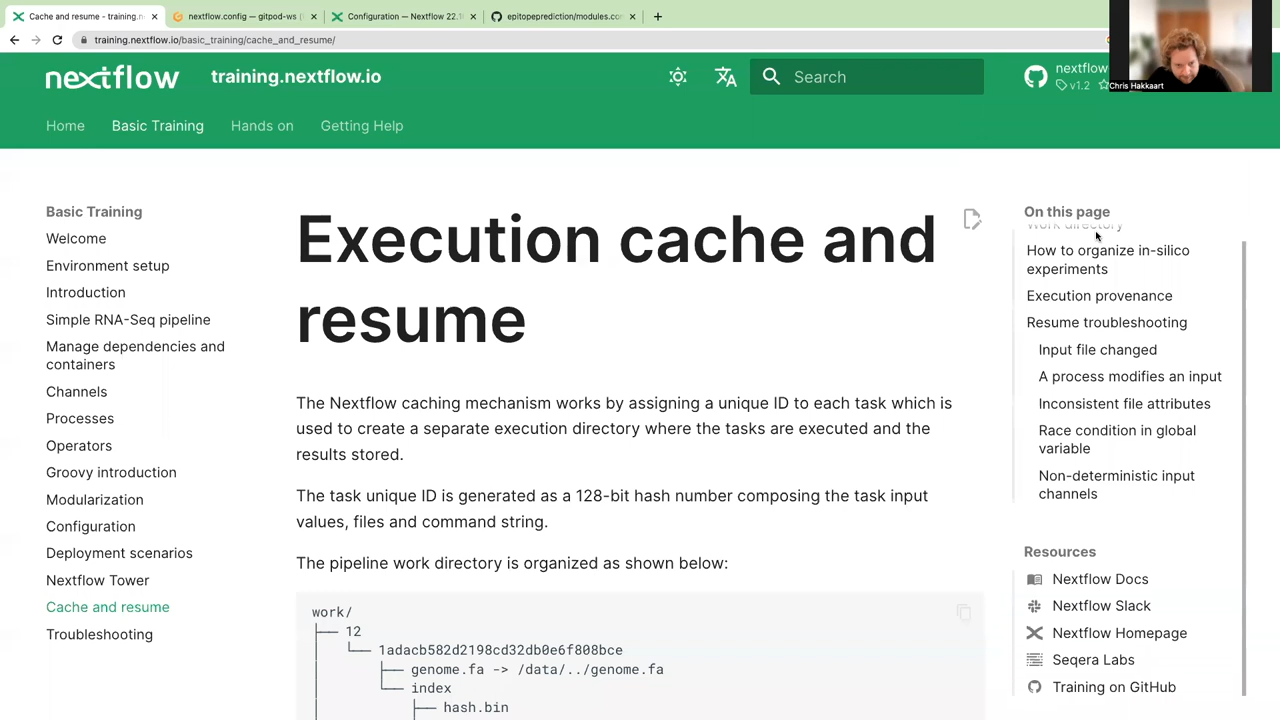 Cache and resume - training.n
nextflow.config — gitpod-ws (
Configuration — Nextflow 22.1
epitopeprediction/modules.co
training.nextflow.io/basic_training/cache_and_resume/
Chris Hakkaart
nextflow
training.nextflow.io
Search
nextflow
v1.2
Home
Basic Training
Hands on
Getting Help
Basic Training
Welcome
Environment setup
Introduction
Simple RNA-Seq pipeline
Manage dependencies and
containers
Channels
Processes
Operators
Groovy introduction
Modularization
Configuration
Deployment scenarios
Nextflow Tower
Cache and resume
Troubleshooting
Execution cache and
resume
The Nextflow caching mechanism works by assigning a unique ID to each task which is
used to create a separate execution directory where the tasks are executed and the
results stored.
The task unique ID is generated as a 128-bit hash number composing the task input
values, files and command string.
The pipeline work directory is organized as shown below:
work/
├── 12
│   └── 1adacb582d2198cd32db0e6f808bce
│       ├── genome.fa -> /data/../genome.fa
│       └── index
│           ├── hash.bin
On this page
Work directory
How to organize in-silico
experiments
Execution provenance
Resume troubleshooting
Input file changed
A process modifies an input
Inconsistent file attributes
Race condition in global
variable
Non-deterministic input
channels
Resources
Nextflow Docs
Nextflow Slack
Nextflow Homepage
Seqera Labs
Training on GitHub